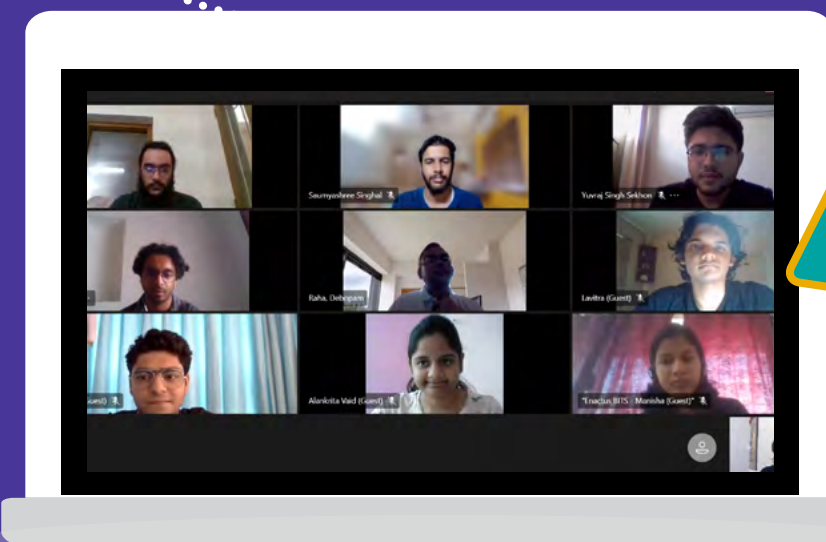 Saumyashree Singhal
Yuvraj Singh Sekhon ...
Raha, Debopam
Lavitra (Guest)
Alankrita Vaid (Guest)
"Enactus BITS - Manisha (Guest)"